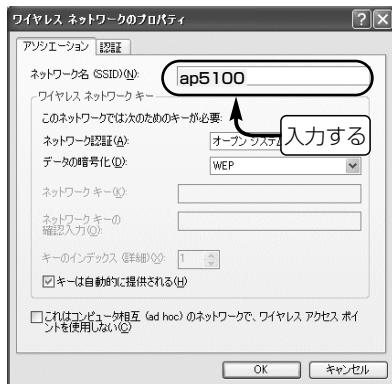 ワイヤレス ネットワークのプロパティ
アソシエーション 認証
ネットワーク名 (SSID)(N):
ap5100
ワイヤレス ネットワーク キー
このネットワークでは次のためのキーが必要:
ネットワーク認証(A):
オープン システム
入力する
データの暗号化(D):
WEP
ネットワーク キー(K):
ネットワーク キーの
確認入力(O):
キーのインデックス (詳細)(X):
1
キーは自動的に提供される(H)
これはコンピュータ相互 (ad hoc) のネットワークで、ワイヤレス アクセス ポイ
ントを使用しない(C)
OK
キャンセル